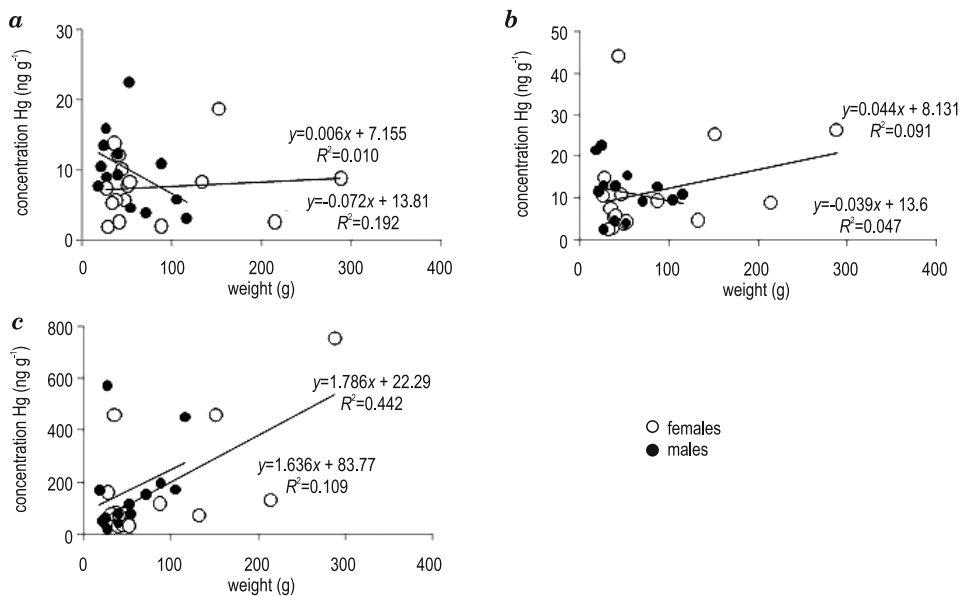 a
30
20
10
0
concentration Hg (ng g⁻¹)
y=0.006x + 7.155
R²=0.010
y=-0.072x + 13.81
R²=0.192
0 100 200 300 400
weight (g)
b
50
40
30
20
10
0
concentration Hg (ng g⁻¹)
y=0.044x + 8.131
R²=0.091
y=-0.039x + 13.6
R²=0.047
0 100 200 300 400
weight (g)
c
800
600
400
200
0
concentration Hg (ng g⁻¹)
y=1.786x + 22.29
R²=0.442
y=1.636x + 83.77
R²=0.109
0 100 200 300 400
weight (g)
females
males